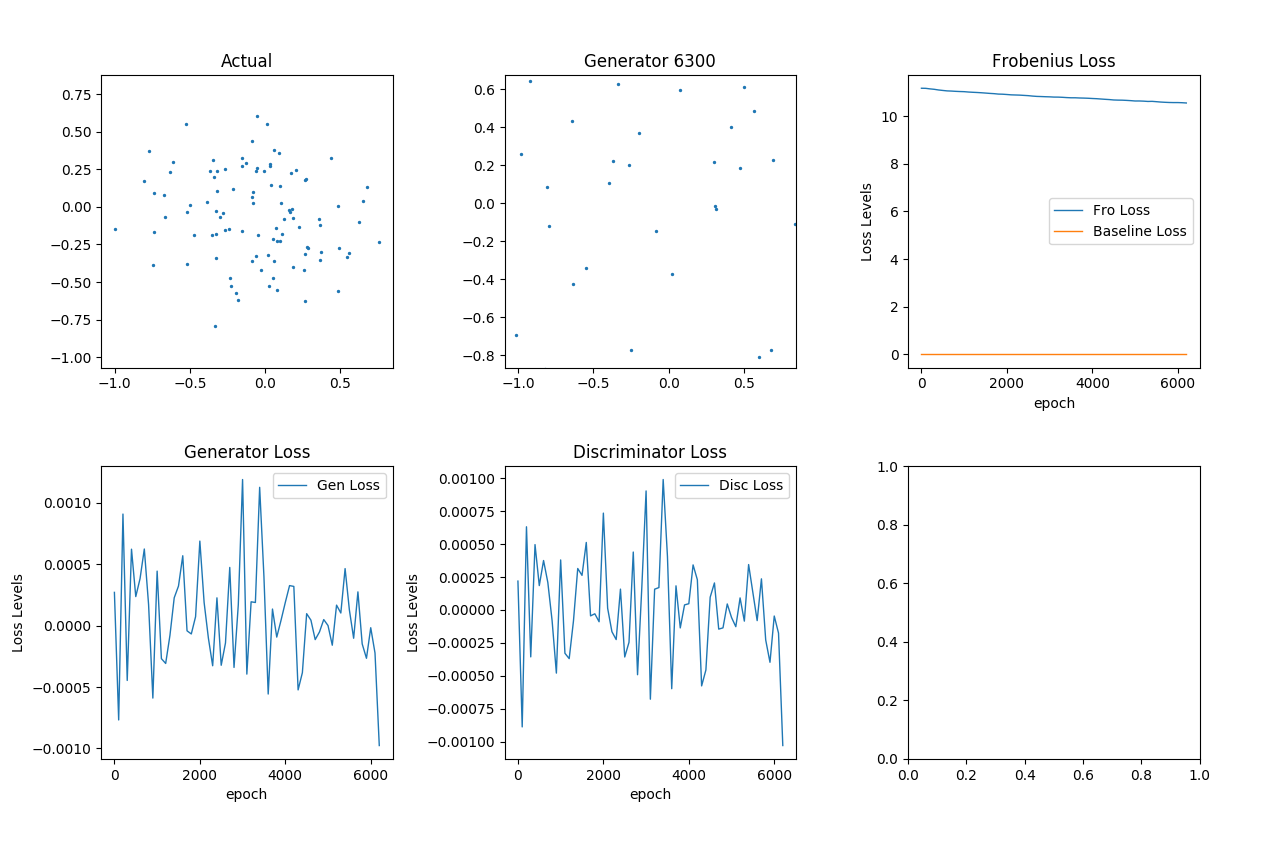 Actual
0.75
0.50
0.25
0.00
−0.25
−0.50
−0.75
−1.00
−1.0 −0.5 0.0 0.5
Generator 6300
0.6
0.4
0.2
0.0
−0.2
−0.4
−0.6
−0.8
−1.0 −0.5 0.0 0.5
Frobenius Loss
Loss Levels
10
8
6
4
2
0
Fro Loss
Baseline Loss
0 2000 4000 6000
epoch
Generator Loss
Loss Levels
0.0010
0.0005
0.0000
−0.0005
−0.0010
Gen Loss
0 2000 4000 6000
epoch
Discriminator Loss
Loss Levels
0.00100
0.00075
0.00050
0.00025
0.00000
−0.00025
−0.00050
−0.00075
−0.00100
Disc Loss
0 2000 4000 6000
epoch
1.0
0.8
0.6
0.4
0.2
0.0
0.0 0.2 0.4 0.6 0.8 1.0